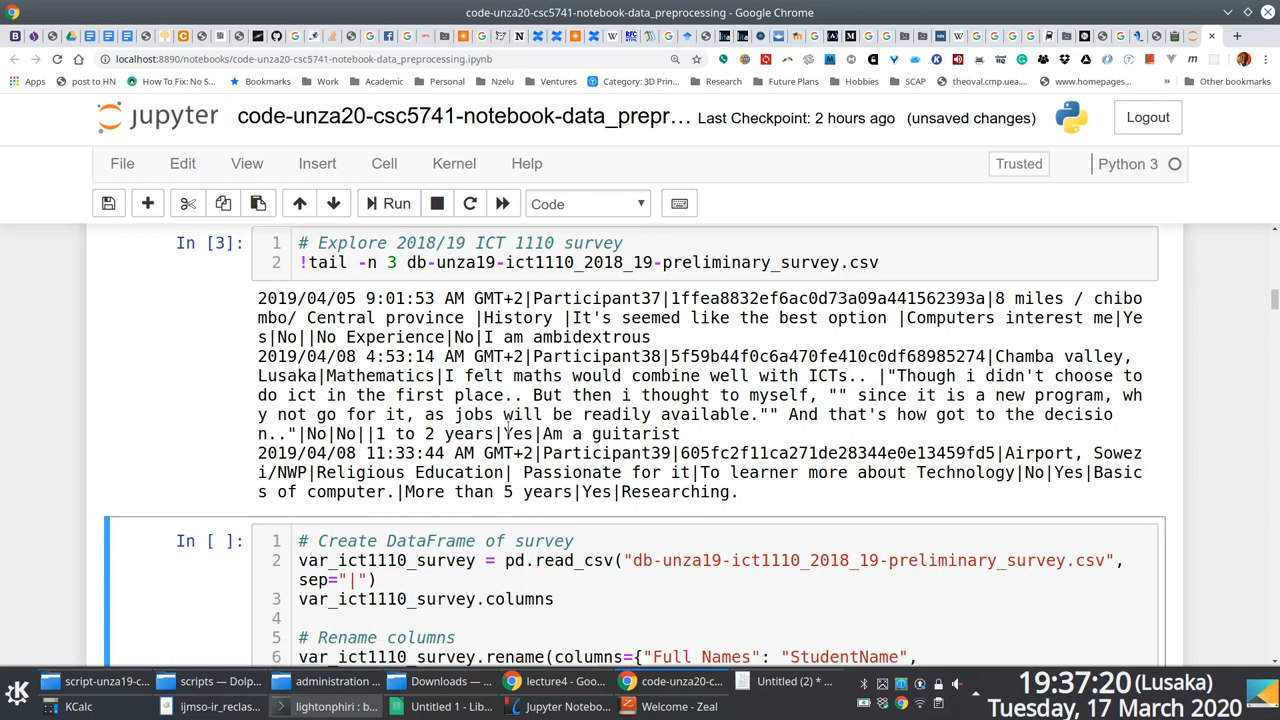 code-unza20-csc5741-notebook-data_preprocessing - Google Chrome
localhost:8890/notebooks/code-unza20-csc5741-notebook-data_preprocessing.ipynb
Apps post to HN How To Fix: No S... Bookmarks Work Academic Personal Nzelu Ventures Category: 3D Prin... Research Future Plans Hobbies SCAP theoval.cmp.uea... www.homepages... Other bookmarks
jupyter code-unza20-csc5741-notebook-data_prepr... Last Checkpoint: 2 hours ago (unsaved changes) Logout
File Edit View Insert Cell Kernel Help Trusted Python 3
Run Code
In [3]: 1 # Explore 2018/19 ICT 1110 survey
2 !tail -n 3 db-unza19-ict1110_2018_19-preliminary_survey.csv
2019/04/05 9:01:53 AM GMT+2|Participant37|1ffea8832ef6ac0d73a09a441562393a|8 miles / chibo
mbo/ Central province |History |It's seemed like the best option |Computers interest me|Ye
s|No||No Experience|No|I am ambidextrous
2019/04/08 4:53:14 AM GMT+2|Participant38|5f59b44f0c6a470fe410c0df68985274|Chamba valley,
Lusaka|Mathematics|I felt maths would combine well with ICTs.. |"Though i didn't choose to
do ict in the first place.. But then i thought to myself, "" since it is a new program, wh
y not go for it, as jobs will be readily available."" And that's how got to the decisio
n.."|No|No||1 to 2 years|Yes|Am a guitarist
2019/04/08 11:33:44 AM GMT+2|Participant39|605fc2f11ca271de28344e0e13459fd5|Airport, Sowez
i/NWP|Religious Education| Passionate for it|To learner more about Technology|No|Yes|Basic
s of computer.|More than 5 years|Yes|Researching.
In [ ]: 1 # Create DataFrame of survey
2 var_ict1110_survey = pd.read_csv("db-unza19-ict1110_2018_19-preliminary_survey.csv",
sep="|")
3 var_ict1110_survey.columns
4
5 # Rename columns
6 var_ict1110_survey.rename(columns={"Full Names": "StudentName",
script-unza19-c... scripts — Dolp... administration ... Downloads — ... lecture4 - Goo... code-unza20-c... Untitled (2) * ...
KCalc ijmso-ir_reclas... lightonphiri : b... Untitled 1 - Lib... Jupyter Notebo... Welcome - Zeal
19:37:20 (Lusaka)
Tuesday, 17 March 2020